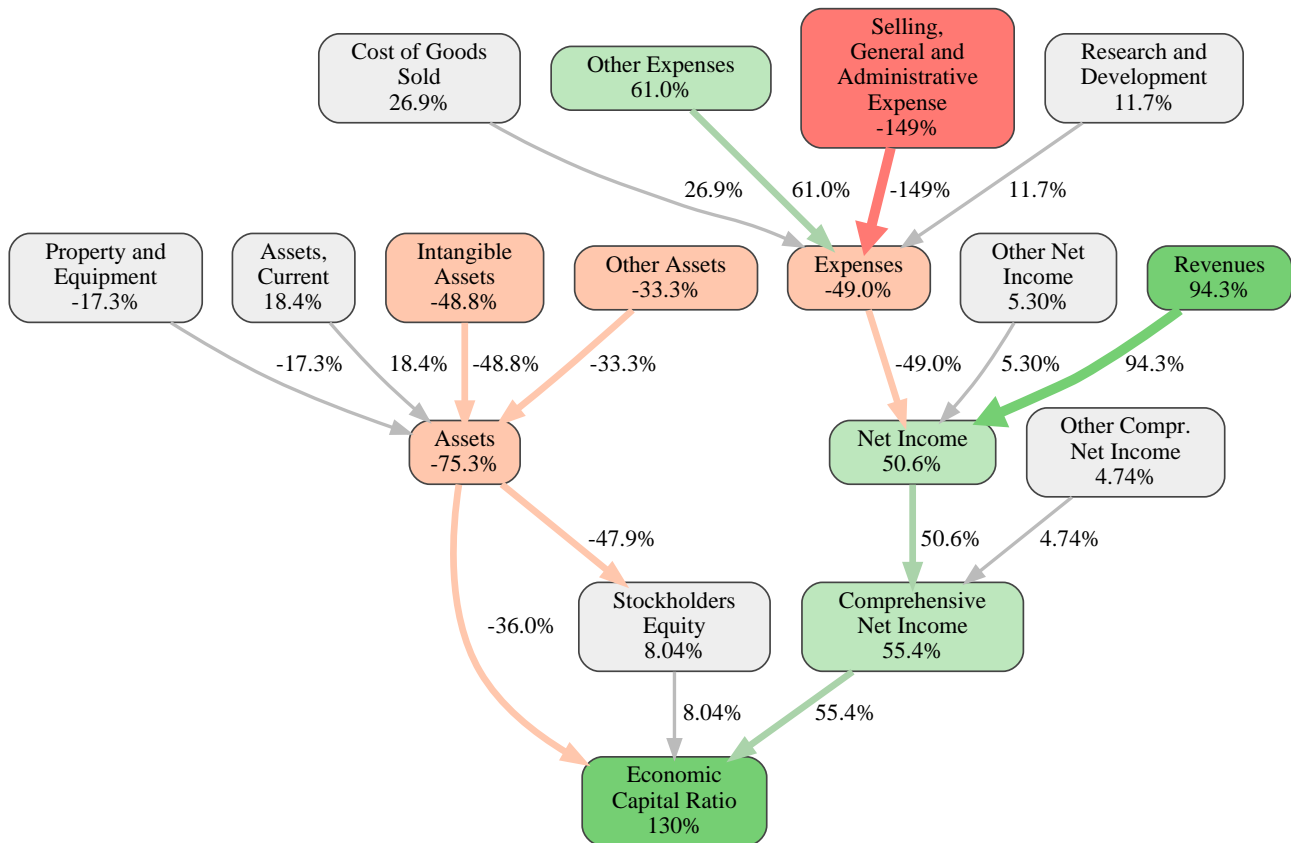 Cost of Goods
Sold
26.9%
Other Expenses
61.0%
Selling,
General and
Administrative
Expense
-149%
Research and
Development
11.7%
26.9%
61.0%
-149%
11.7%
Property and
Equipment
-17.3%
Assets,
Current
18.4%
Intangible
Assets
-48.8%
Other Assets
-33.3%
Expenses
-49.0%
Other Net
Income
5.30%
Revenues
94.3%
-17.3%
18.4%
-48.8%
-33.3%
-49.0%
5.30%
94.3%
Assets
-75.3%
Net Income
50.6%
Other Compr.
Net Income
4.74%
-47.9%
50.6%
4.74%
-36.0%
Stockholders
Equity
8.04%
Comprehensive
Net Income
55.4%
8.04%
55.4%
Economic
Capital Ratio
130%